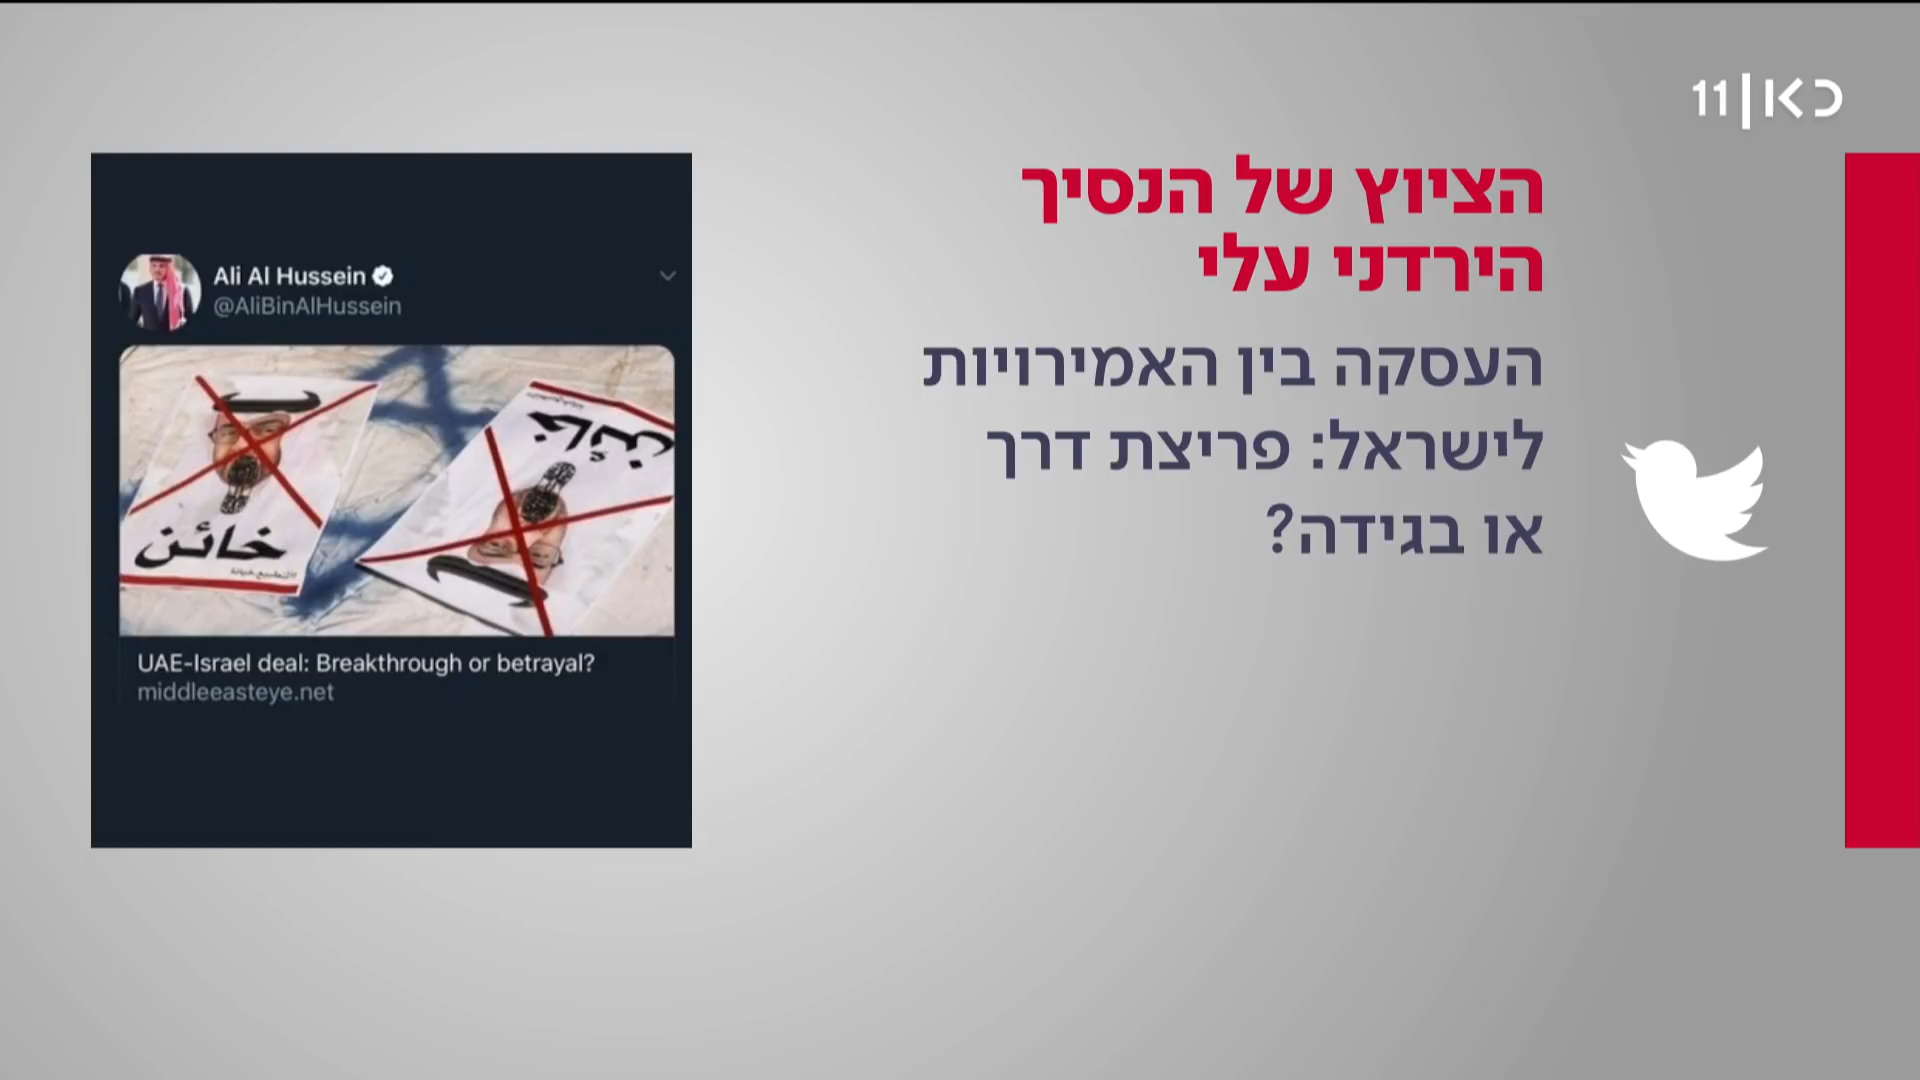 כאן|11
הציוץ של הנסיך
הירדני עלי
העסקה בין האמירויות
לישראל: פריצת דרך
או בגידה?
Ali Al Hussein
@AliBinAlHussein
خائن
خائن
UAE-Israel deal: Breakthrough or betrayal?
middleeasteye.net